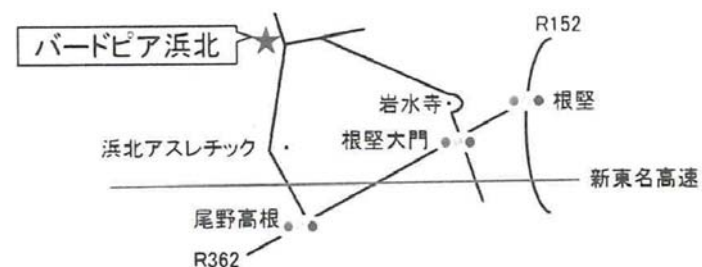 R152
バードピア浜北
岩水寺
根堅
浜北アスレチック
根堅大門
新東名高速
尾野高根
R362